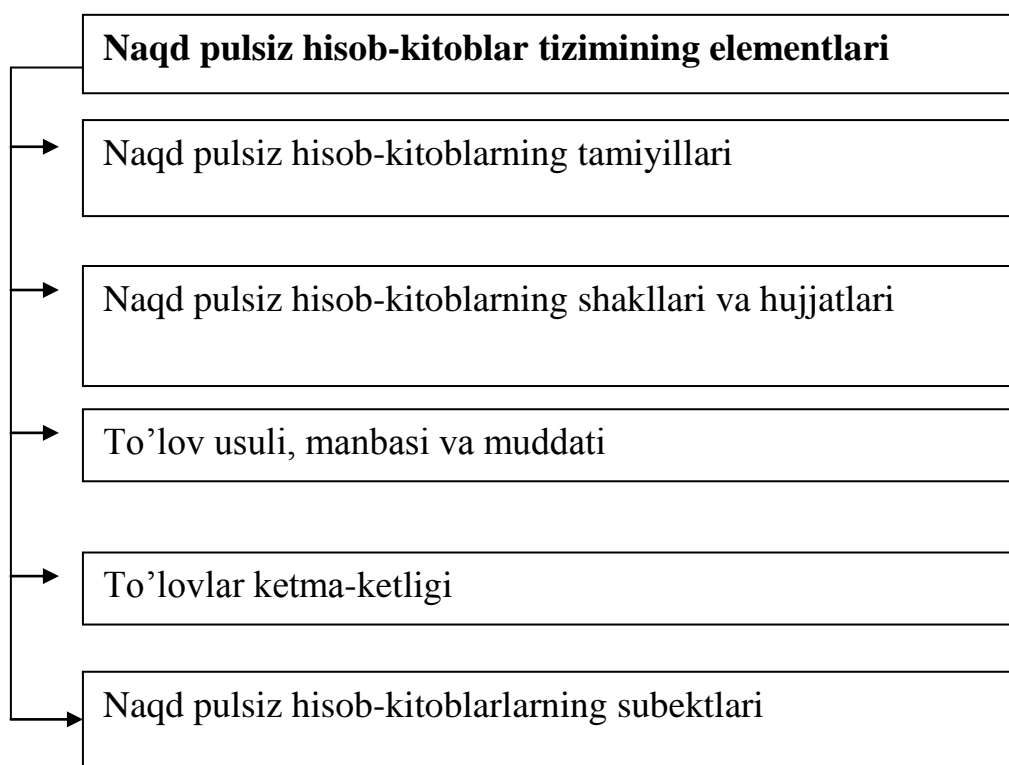 Naqd pulsiz hisob-kitoblar tizimining elementlari
Naqd pulsiz hisob-kitoblarning tamiyillari
Naqd pulsiz hisob-kitoblarning shakllari va hujjatlari
To’lov usuli, manbasi va muddati
To’lovlar ketma-ketligi
Naqd pulsiz hisob-kitoblarlarning subektlari